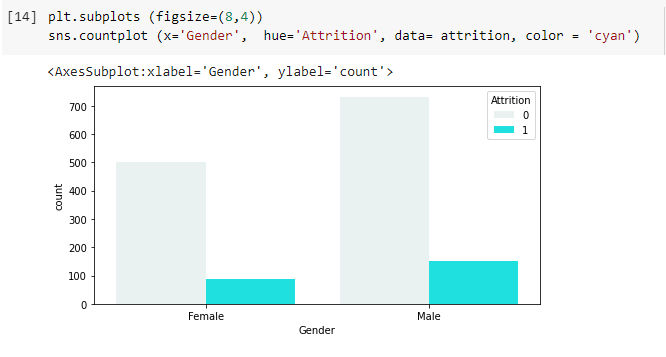 [14] plt.subplots (figsize=(8,4))
sns.countplot (x='Gender',  hue='Attrition', data= attrition, color = 'cyan')
<AxesSubplot:xlabel='Gender', ylabel='count'>
Attrition
0
1
700
600
500
400
300
200
100
0
count
Female Male
Gender